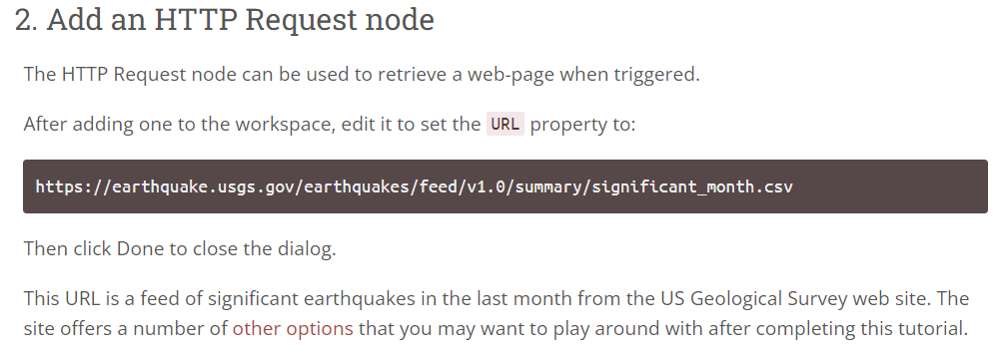 2. Add an HTTP Request node
The HTTP Request node can be used to retrieve a web-page when triggered.
After adding one to the workspace, edit it to set the URL property to:
https://earthquake.usgs.gov/earthquakes/feed/v1.0/summary/significant_month.csv
Then click Done to close the dialog.
This URL is a feed of significant earthquakes in the last month from the US Geological Survey web site. The
site offers a number of other options that you may want to play around with after completing this tutorial.